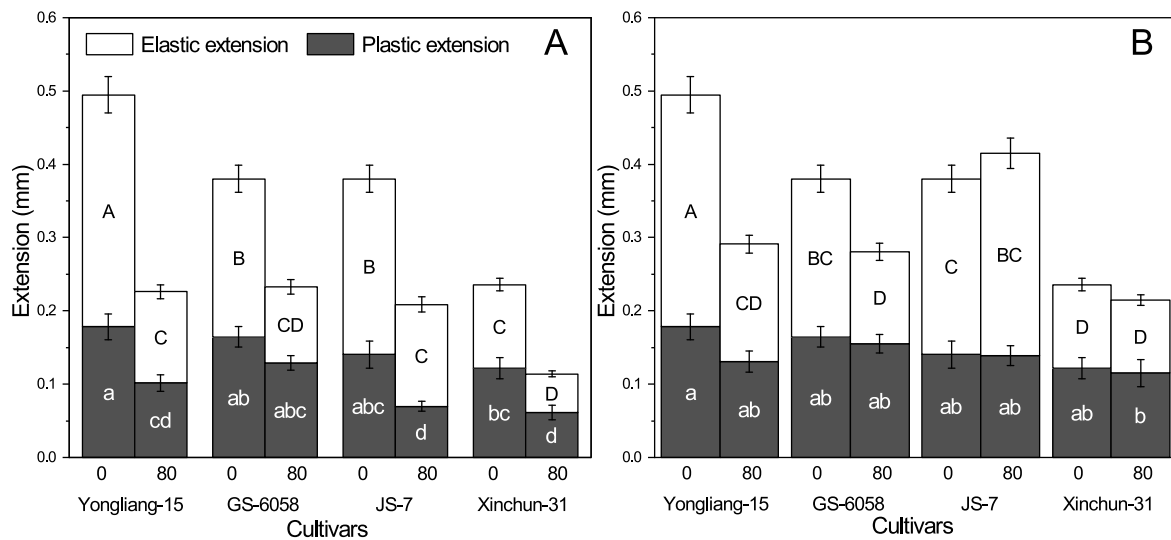 Elastic extension Plastic extension A B
Extension (mm) Extension (mm)
0.6 0.6
0.5 0.5
0.4 0.4
0.3 0.3
0.2 0.2
0.1 0.1
0.0 0.0
A C B CD B C C D
a cd ab abc abc d bc d
A CD BC D C BC D D
a ab ab ab ab ab ab b
0 80 0 80 0 80 0 80 0 80 0 80 0 80 0 80
Yongliang-15 GS-6058 JS-7 Xinchun-31 Yongliang-15 GS-6058 JS-7 Xinchun-31
Cultivars Cultivars